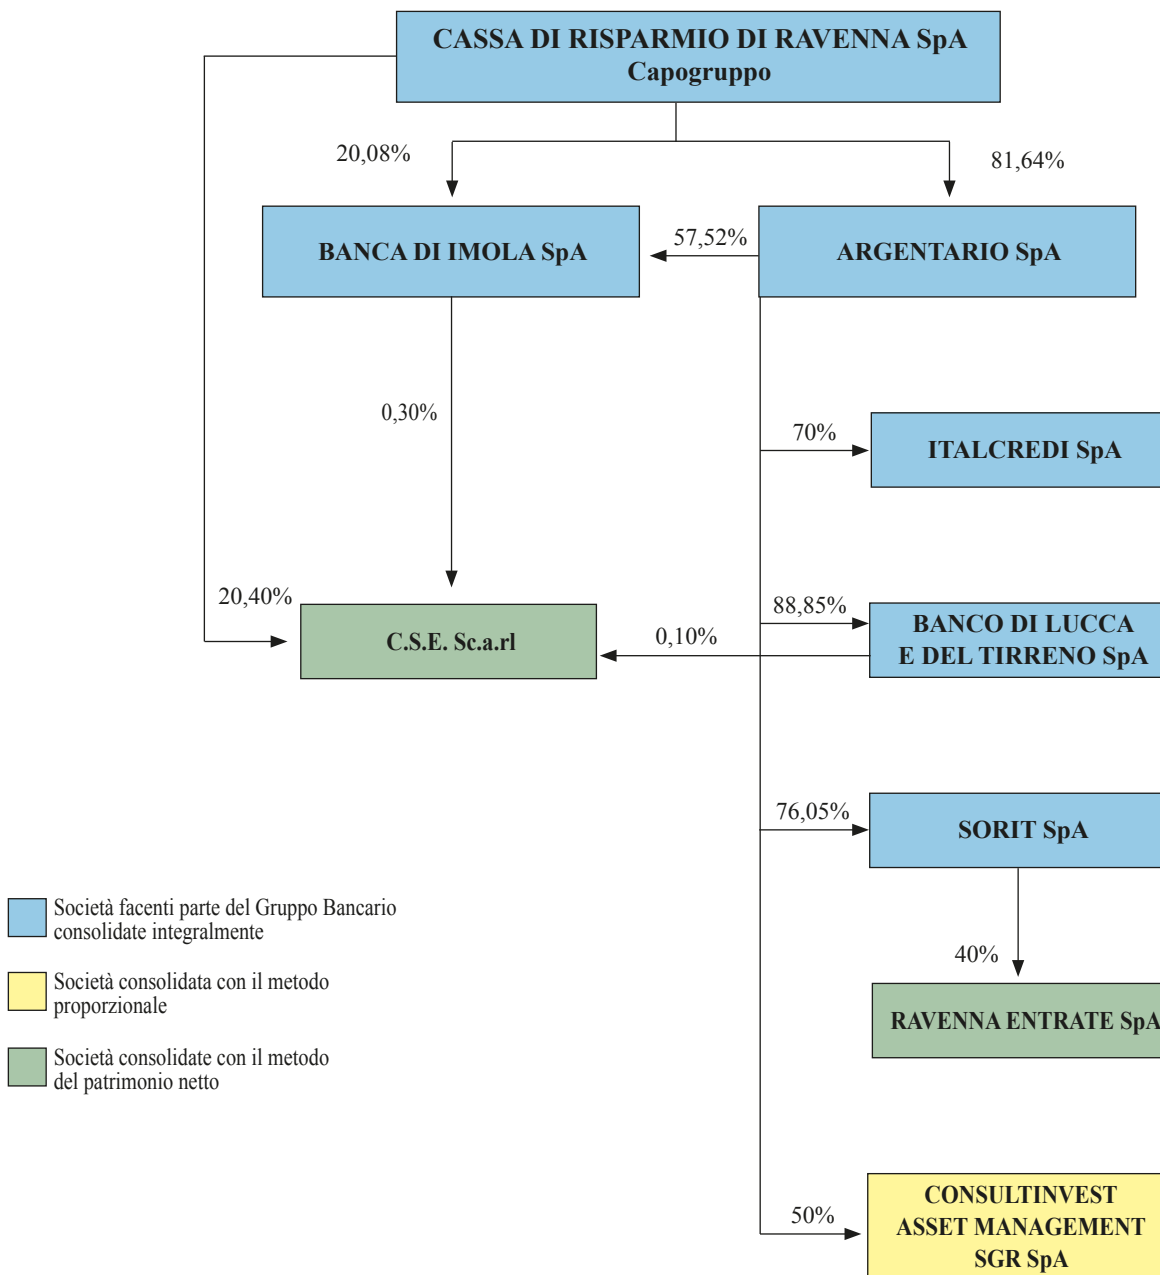 CASSA DI RISPARMIO DI RAVENNA SpA
Capogruppo
20,08%
81,64%
BANCA DI IMOLA SpA
57,52%
ARGENTARIO SpA
0,30%
70%
ITALCREDI SpA
20,40%
C.S.E. Sc.a.rl
0,10%
88,85%
BANCO DI LUCCA
E DEL TIRRENO SpA
76,05%
SORIT SpA
40%
RAVENNA ENTRATE SpA
50%
CONSULTINVEST
ASSET MANAGEMENT
SGR SpA
Società facenti parte del Gruppo Bancario
consolidate integralmente
Società consolidata con il metodo
proporzionale
Società consolidate con il metodo
del patrimonio netto